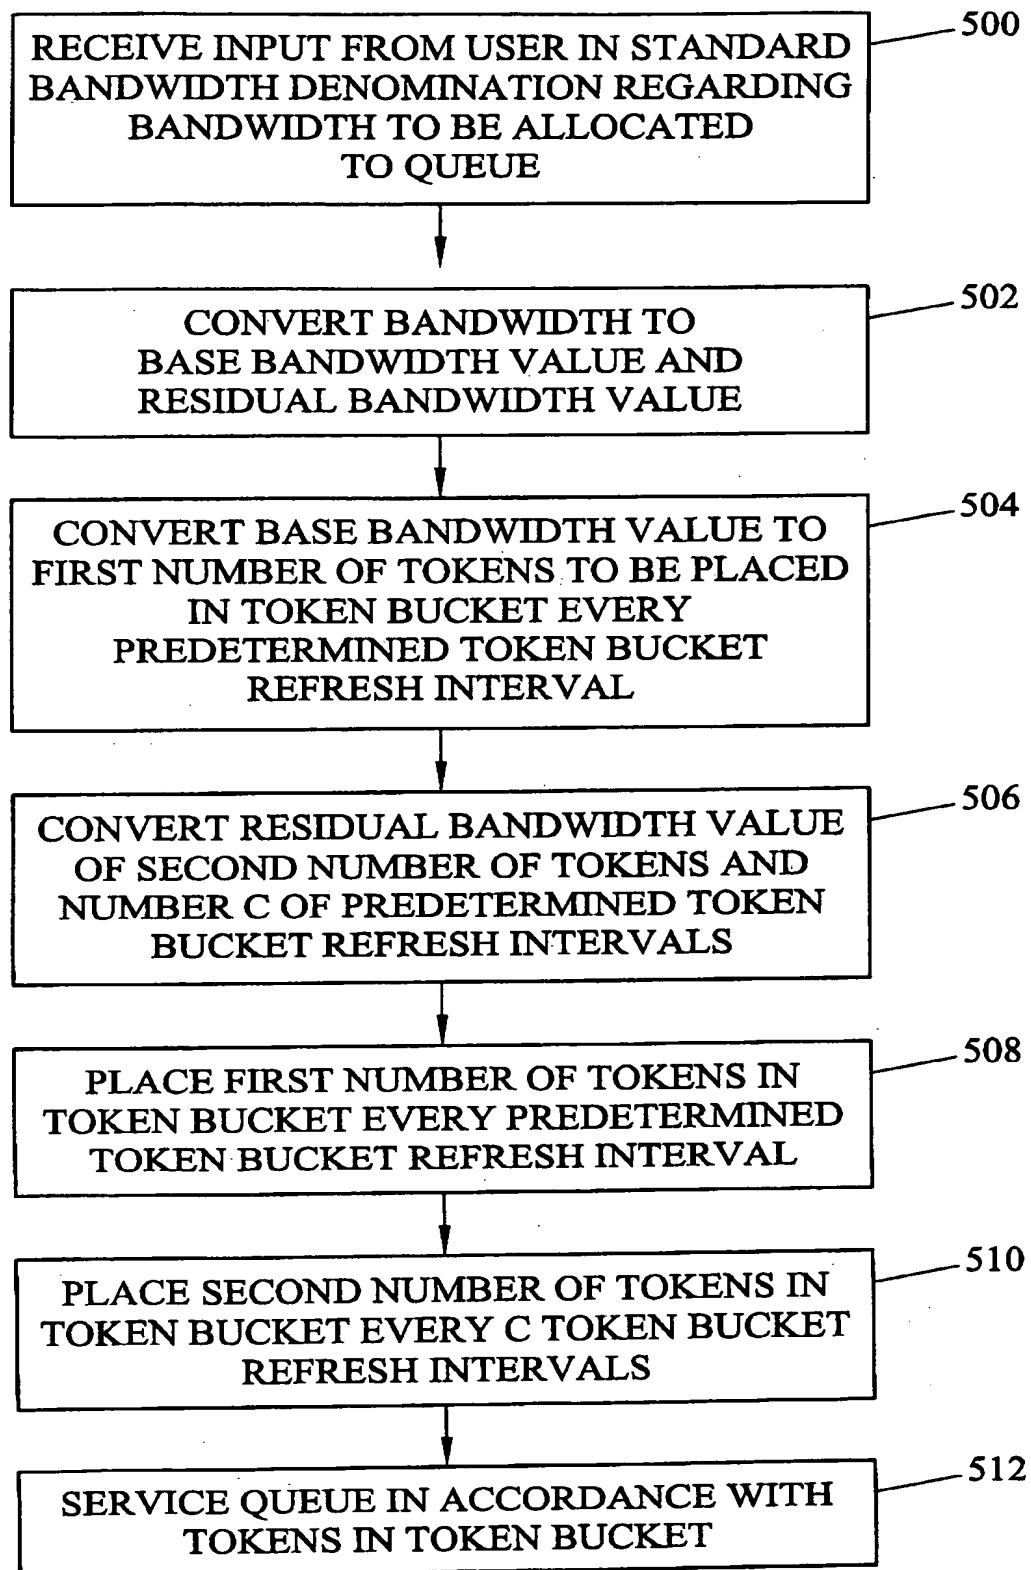 500
RECEIVE INPUT FROM USER IN STANDARD
BANDWIDTH DENOMINATION REGARDING
BANDWIDTH TO BE ALLOCATED
TO QUEUE
502
CONVERT BANDWIDTH TO
BASE BANDWIDTH VALUE AND
RESIDUAL BANDWIDTH VALUE
504
CONVERT BASE BANDWIDTH VALUE TO
FIRST NUMBER OF TOKENS TO BE PLACED
IN TOKEN BUCKET EVERY
PREDETERMINED TOKEN BUCKET
REFRESH INTERVAL
506
CONVERT RESIDUAL BANDWIDTH VALUE
OF SECOND NUMBER OF TOKENS AND
NUMBER C OF PREDETERMINED TOKEN
BUCKET REFRESH INTERVALS
508
PLACE FIRST NUMBER OF TOKENS IN
TOKEN BUCKET EVERY PREDETERMINED
TOKEN BUCKET REFRESH INTERVAL
510
PLACE SECOND NUMBER OF TOKENS IN
TOKEN BUCKET EVERY C TOKEN BUCKET
REFRESH INTERVALS
512
SERVICE QUEUE IN ACCORDANCE WITH
TOKENS IN TOKEN BUCKET